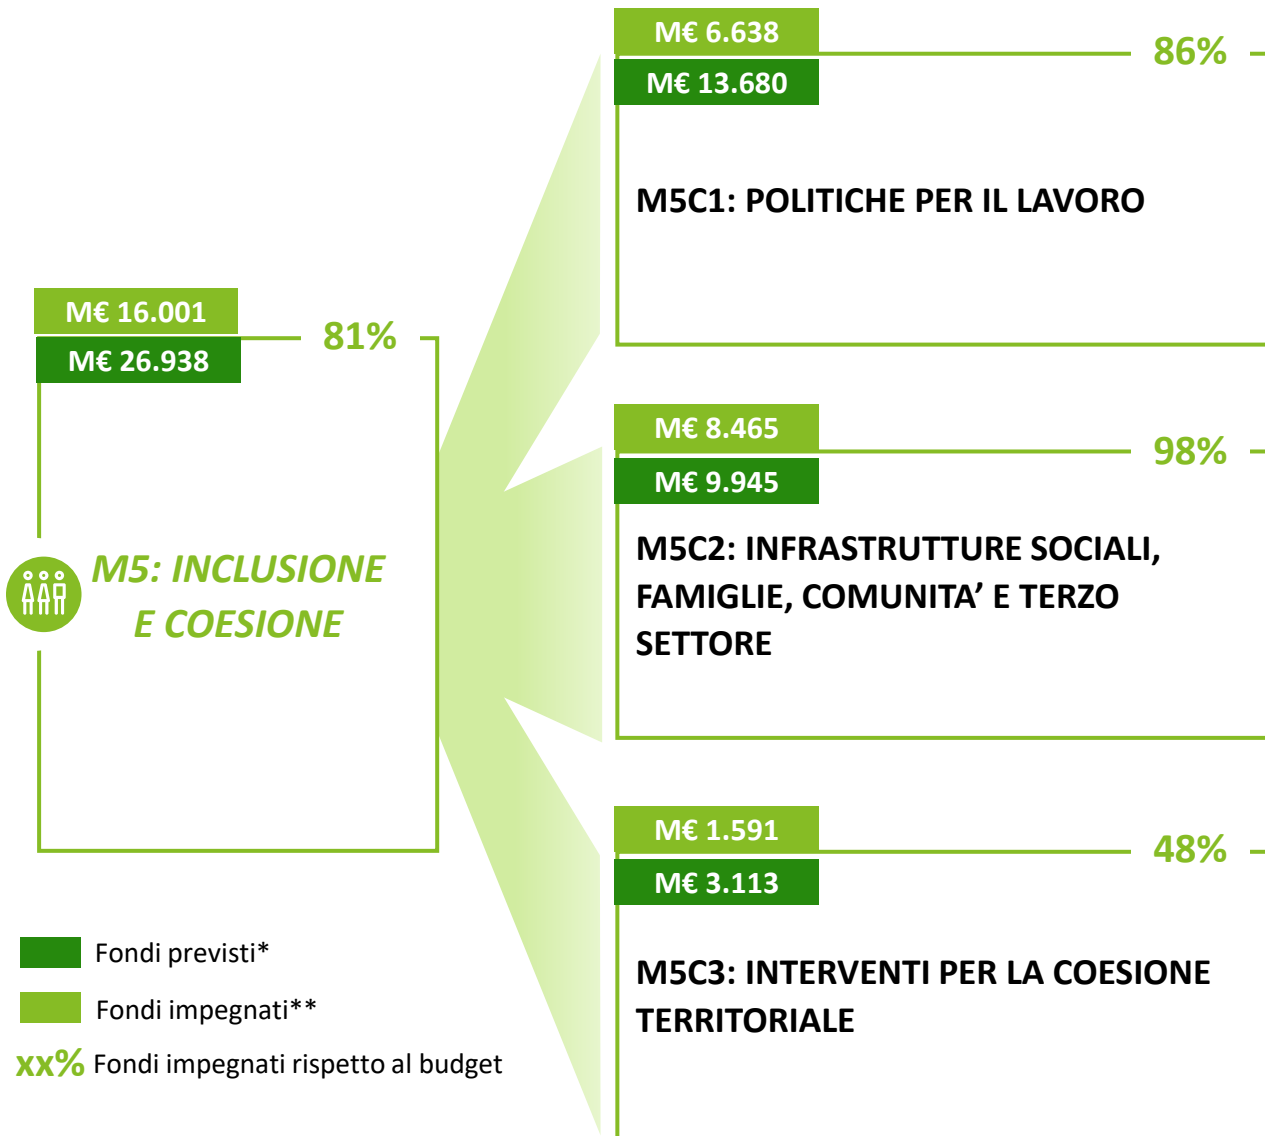 M€ 16.001
M€ 26.938
81%
M5: INCLUSIONE
E COESIONE
M€ 6.638
M€ 13.680
86%
M5C1: POLITICHE PER IL LAVORO
M€ 8.465
M€ 9.945
98%
M5C2: INFRASTRUTTURE SOCIALI,
FAMIGLIE, COMUNITA’ E TERZO
SETTORE
M€ 1.591
M€ 3.113
48%
M5C3: INTERVENTI PER LA COESIONE
TERRITORIALE
Fondi previsti*
Fondi impegnati**
xx% Fondi impegnati rispetto al budget